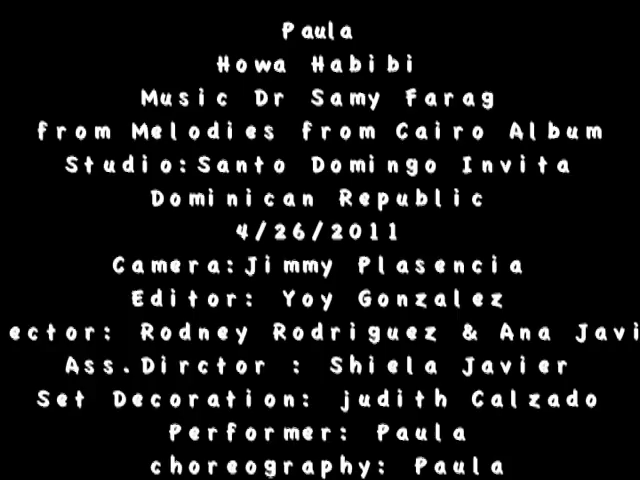 Paula
Howa Habibi
Music Dr Samy Farag
from Melodies from Cairo Album
Studio:Santo Domingo Invita
Dominican Republic
4/26/2011
Camera:Jimmy Plasencia
Editor: Yoy Gonzalez
ector: Rodney Rodriguez & Ana Javi
Ass.Dirctor : Shiela Javier
Set Decoration: judith Calzado
Performer: Paula
choreography: Paula